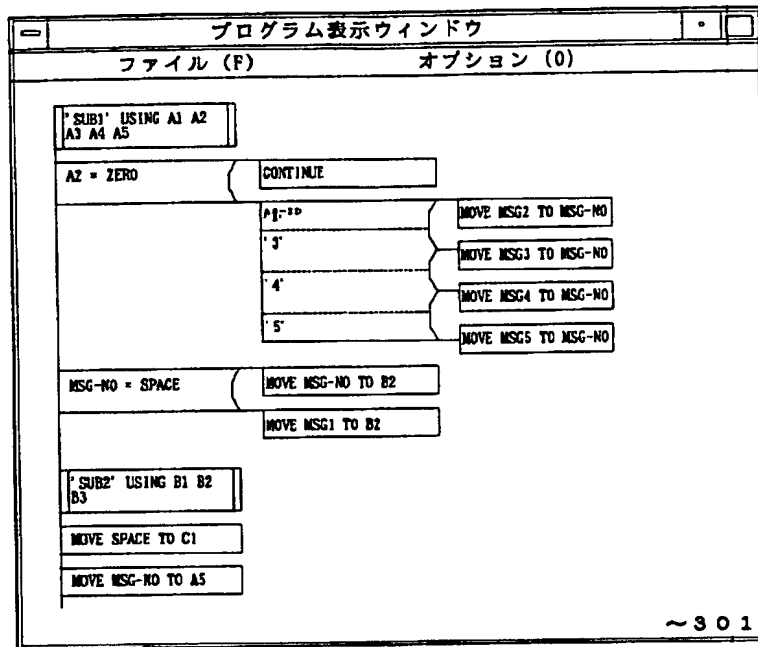 プログラム表示ウィンドウ
ファイル (F) オプション (O)
'SUB1' USING A1 A2
A3 A4 A5
A2 = ZERO
CONTINUE
MOVE MSG2 TO MSG-NO
'3'
MOVE MSG3 TO MSG-NO
'4'
MOVE MSG4 TO MSG-NO
'5'
MOVE MSG5 TO MSG-NO
MSG-NO = SPACE
MOVE MSG-NO TO B2
MOVE MSG1 TO B2
'SUB2' USING B1 B2
B3
MOVE SPACE TO C1
MOVE MSG-NO TO A5
~301